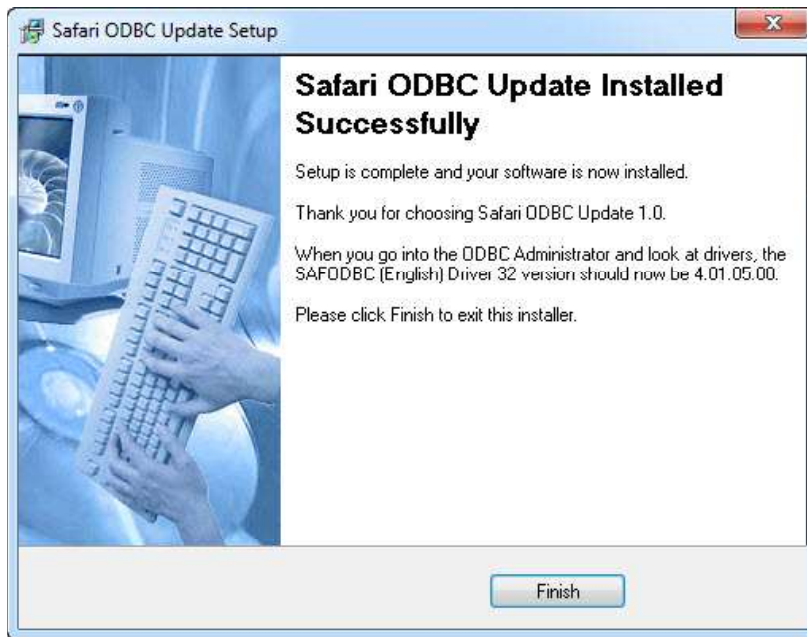 Safari ODBC Update Setup
Safari ODBC Update Installed
Successfully
Setup is complete and your software is now installed.
Thank you for choosing Safari ODBC Update 1.0.
When you go into the ODBC Administrator and look at drivers, the
SAFODBC (English) Driver 32 version should now be 4.01.05.00.
Please click Finish to exit this installer.
Finish